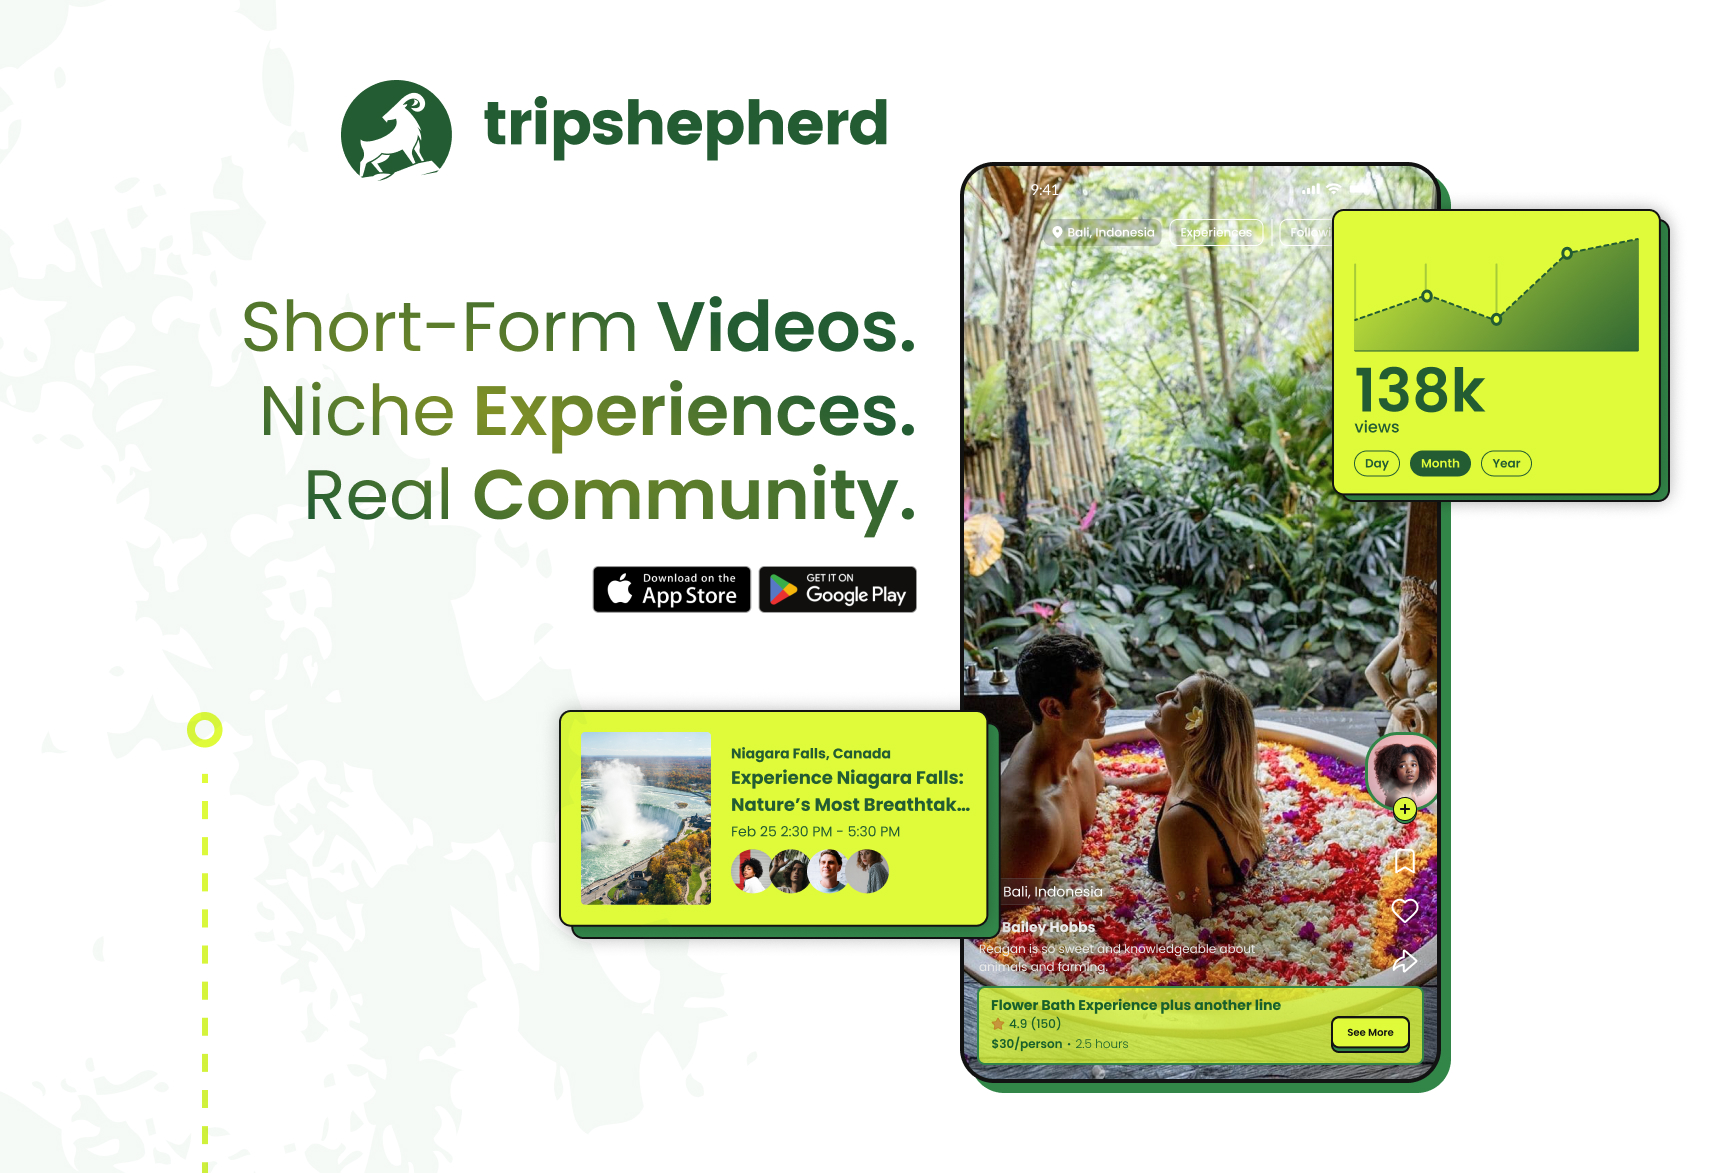 tripshepherd
Short-Form Videos.
Niche Experiences.
Real Community.
Download on the
App Store
GET IT ON
Google Play
9:41
Bali, Indonesia
Experiences
138k
views
Day
Month
Year
Niagara Falls, Canada
Experience Niagara Falls:
Nature's Most Breathtak...
Feb 25 2:30 PM - 5:30 PM
Bali, Indonesia
Bailey Hobbs
Reagan is so sweet and knowledgeable about
animals and farming.
Flower Bath Experience plus another line
4.9 (150)
$30/person • 2.5 hours
See More